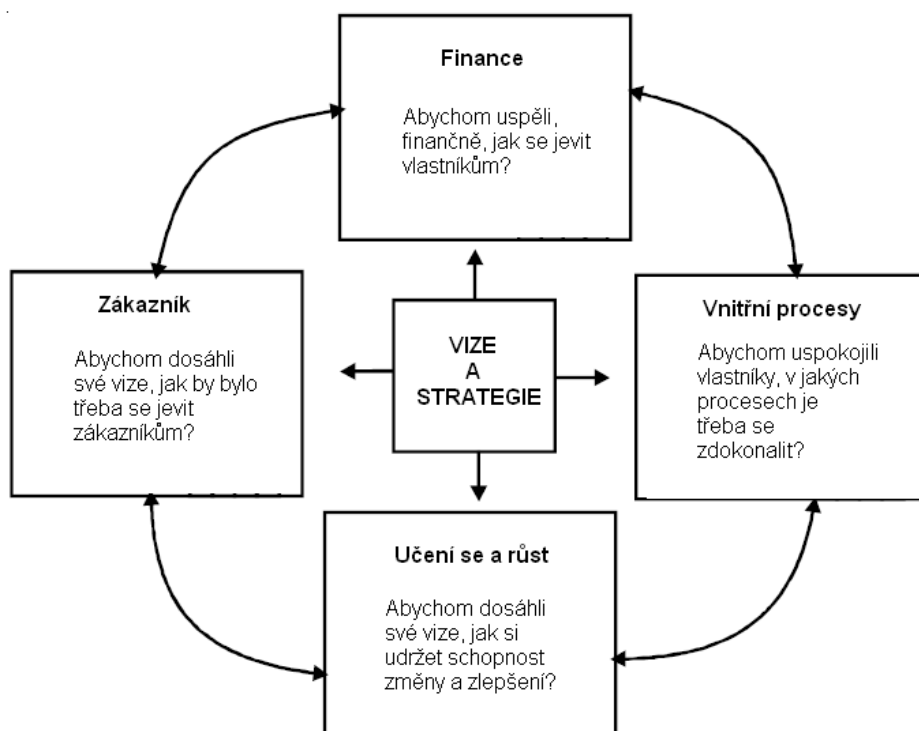 Finance
Abychom uspěli,
finančně, jak se jevit
vlastníkům?
Zákazník
Abychom dosáhli
své vize, jak by bylo
třeba se jevit
zákazníkům?
VIZE
A
STRATEGIE
Vnitřní procesy
Abychom uspokojili
vlastníky, v jakých
procesech je
třeba se
zdokonalit?
Učení se a růst
Abychom dosáhli
své vize, jak si
udržet schopnost
změny a zlepšení?